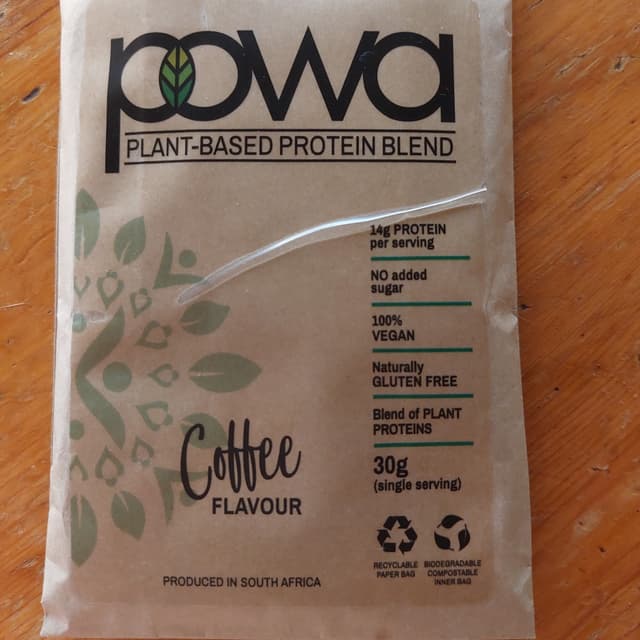 powa
PLANT-BASED PROTEIN BLEND
14g PROTEIN
per serving
NO added
sugar
100%
VEGAN
Naturally
GLUTEN FREE
Blend of PLANT
PROTEINS
30g
(single serving)
Coffee
FLAVOUR
RECYCLABLE
PAPER BAG
BIODEGRADABLE
COMPOSTABLE
INNER BAG
PRODUCED IN SOUTH AFRICA